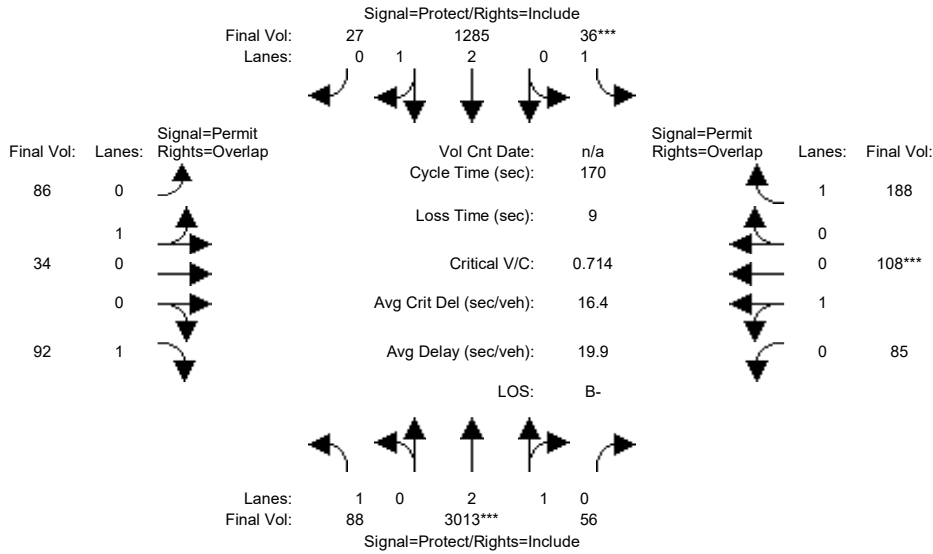 Signal=Protect/Rights=Include
Final Vol: 27 1285 36***
Lanes: 0 1 2 0 1
Signal=Permit Signal=Permit
Final Vol: Lanes: Rights=Overlap Vol Cnt Date: n/a Rights=Overlap Lanes: Final Vol:
Cycle Time (sec): 170
86 0 1 188
Loss Time (sec): 9
1 0
34 0 Critical V/C: 0.714 0 108***
0 Avg Crit Del (sec/veh): 16.4 1
92 1 Avg Delay (sec/veh): 19.9 0 85
LOS: B-
Lanes: 1 0 2 1 0
Final Vol: 88 3013*** 56
Signal=Protect/Rights=Include